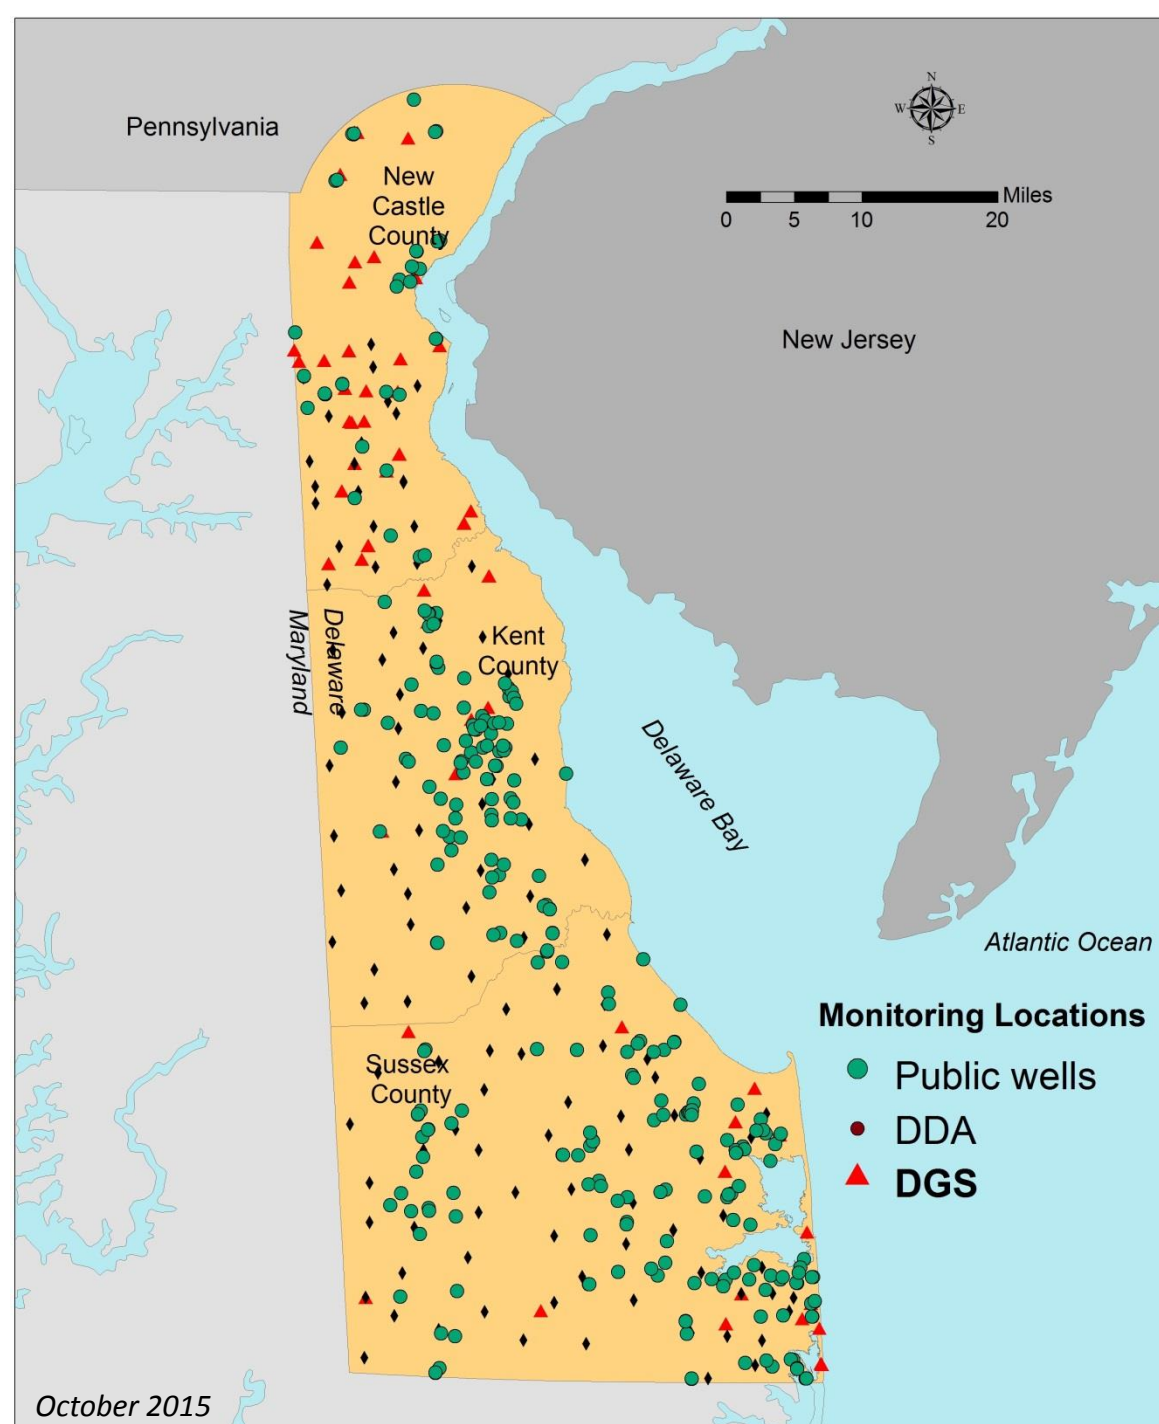 N
W E
S
Pennsylvania
New
Castle
County
Miles
0 5 10 20
New Jersey
Maryland
Delaware
Kent
County
Delaware Bay
Atlantic Ocean
Monitoring Locations
Public wells
DDA
DGS
Sussex
County
October 2015